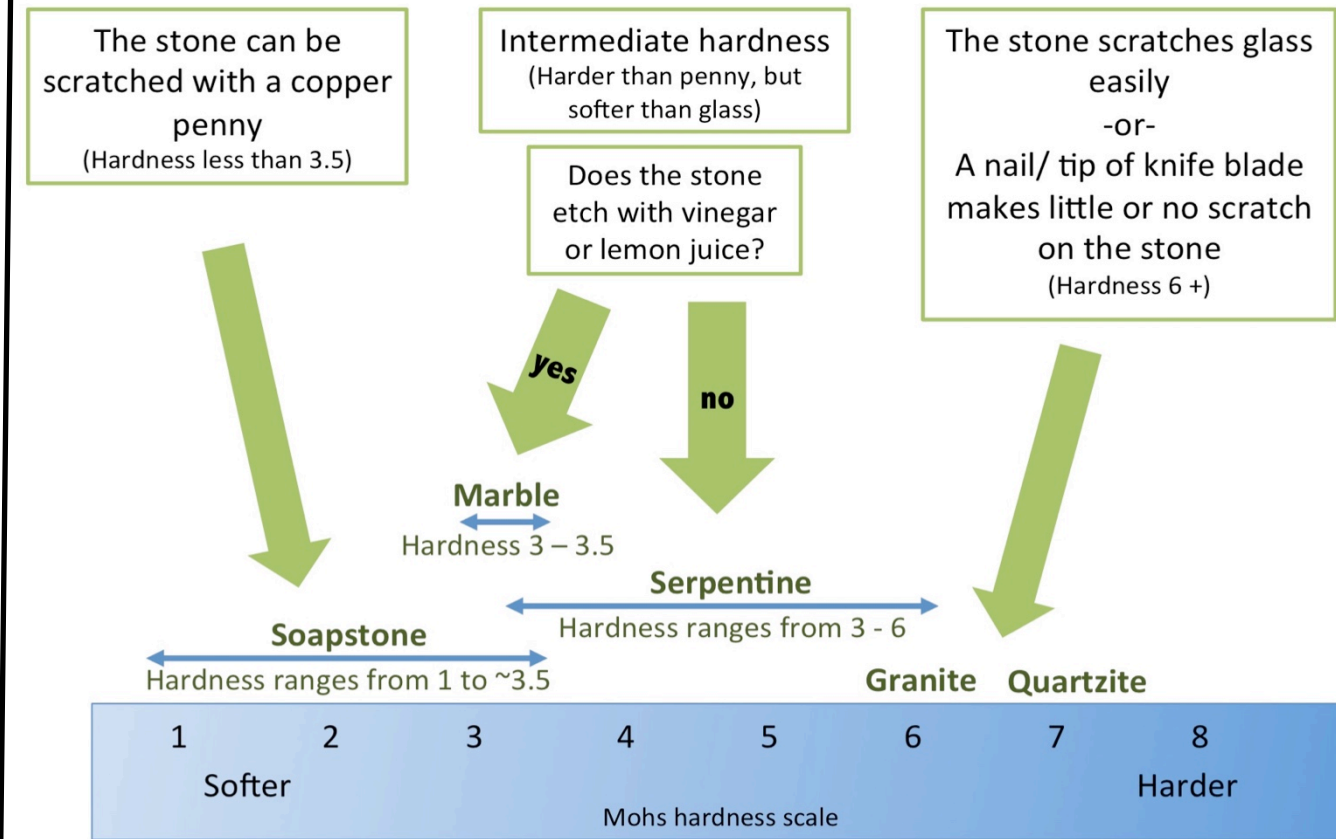 The stone can be
scratched with a copper
penny
(Hardness less than 3.5)
Intermediate hardness
(Harder than penny, but
softer than glass)
Does the stone
etch with vinegar
or lemon juice?
The stone scratches glass
easily
-or-
A nail/ tip of knife blade
makes little or no scratch
on the stone
(Hardness 6 +)
yes
no
Marble
Hardness 3 – 3.5
Serpentine
Hardness ranges from 3 - 6
Soapstone
Hardness ranges from 1 to ~3.5
Granite Quartzite
1 2 3 4 5 6 7 8
Softer Harder
Mohs hardness scale